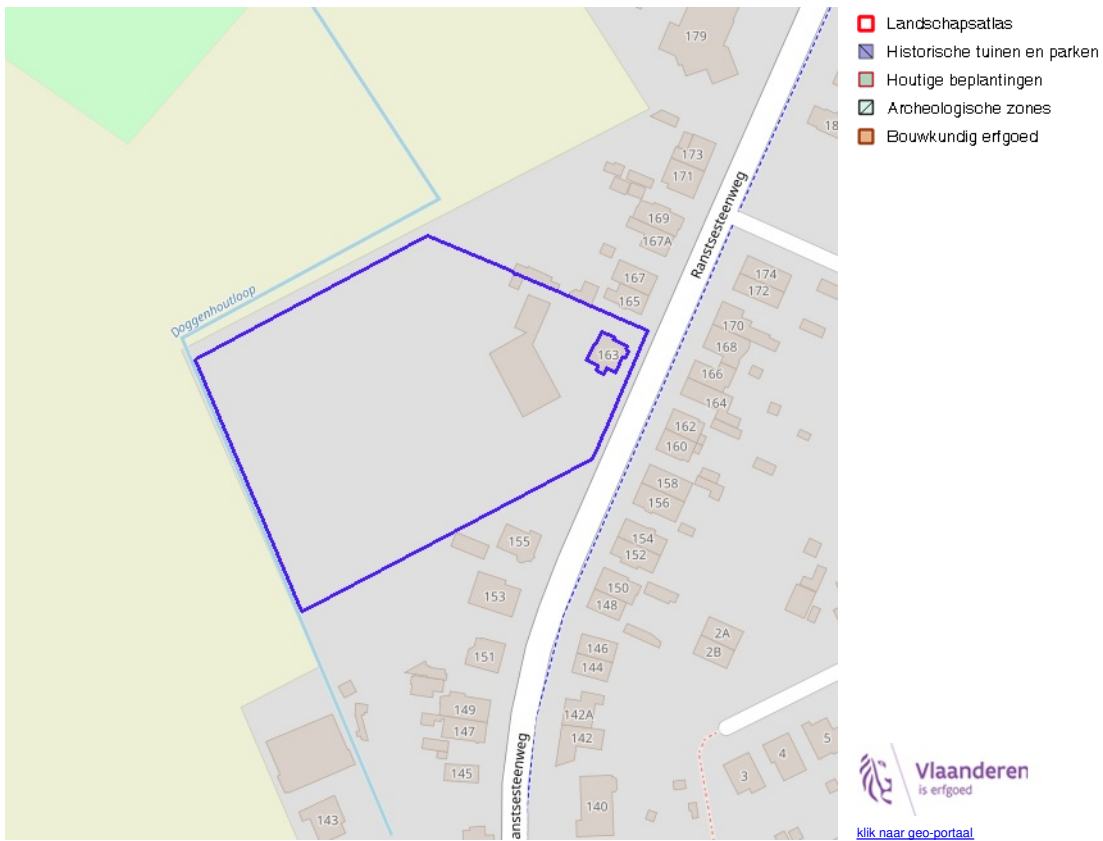 179
18
173
171
169
167A
167
165
163
Ranstsesteenweg
174
172
170
168
166
164
162
160
158
156
154
152
150
148
146
144
142A
142
140
2A
2B
3
4
5
155
153
151
149
147
145
143
Doggenhoutloop
anstsesteenweg
Landschapsatlas
Historische tuinen en parken
Houtige beplantingen
Archeologische zones
Bouwkundig erfgoed
Vlaanderen
is erfgoed
klik naar geo-portaal